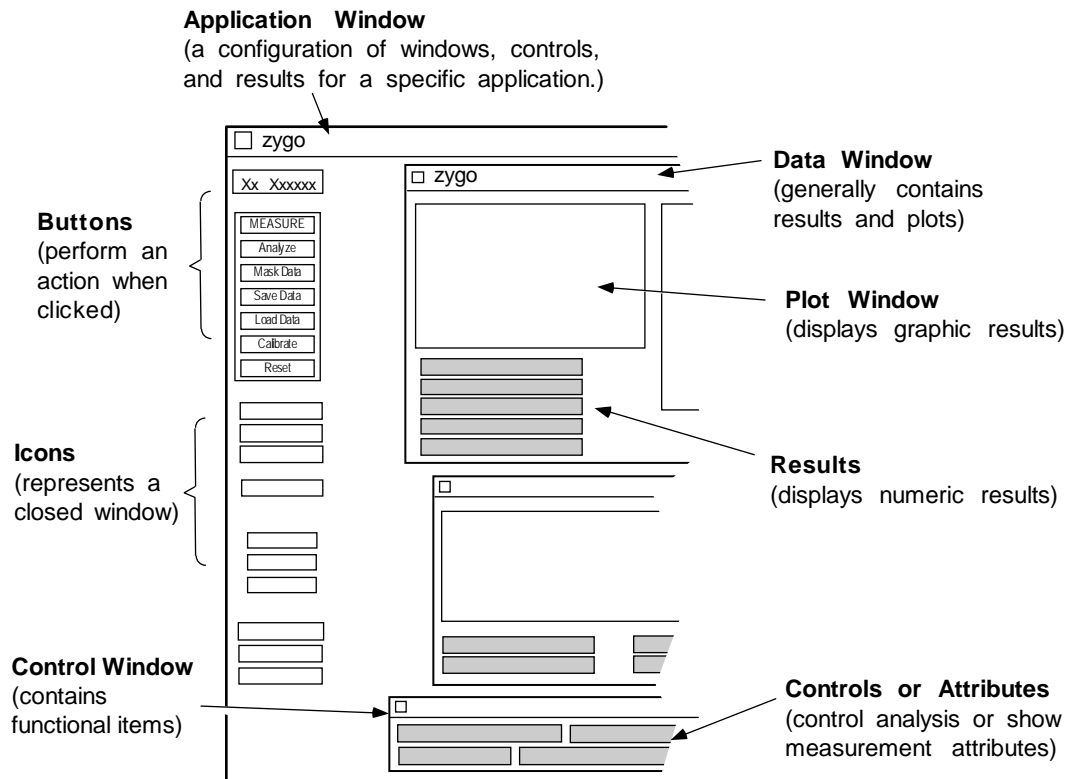 Application Window
(a configuration of windows, controls,
and results for a specific application.)
zygo
Xx Xxxxxx
zygo
Data Window
(generally contains
results and plots)
Buttons
(perform an
action when
clicked)
MEASURE
Analyze
Mask Data
Save Data
Load Data
Calibrate
Reset
Plot Window
(displays graphic results)
Icons
(represents a
closed window)
Results
(displays numeric results)
Control Window
(contains
functional items)
Controls or Attributes
(control analysis or show
measurement attributes)